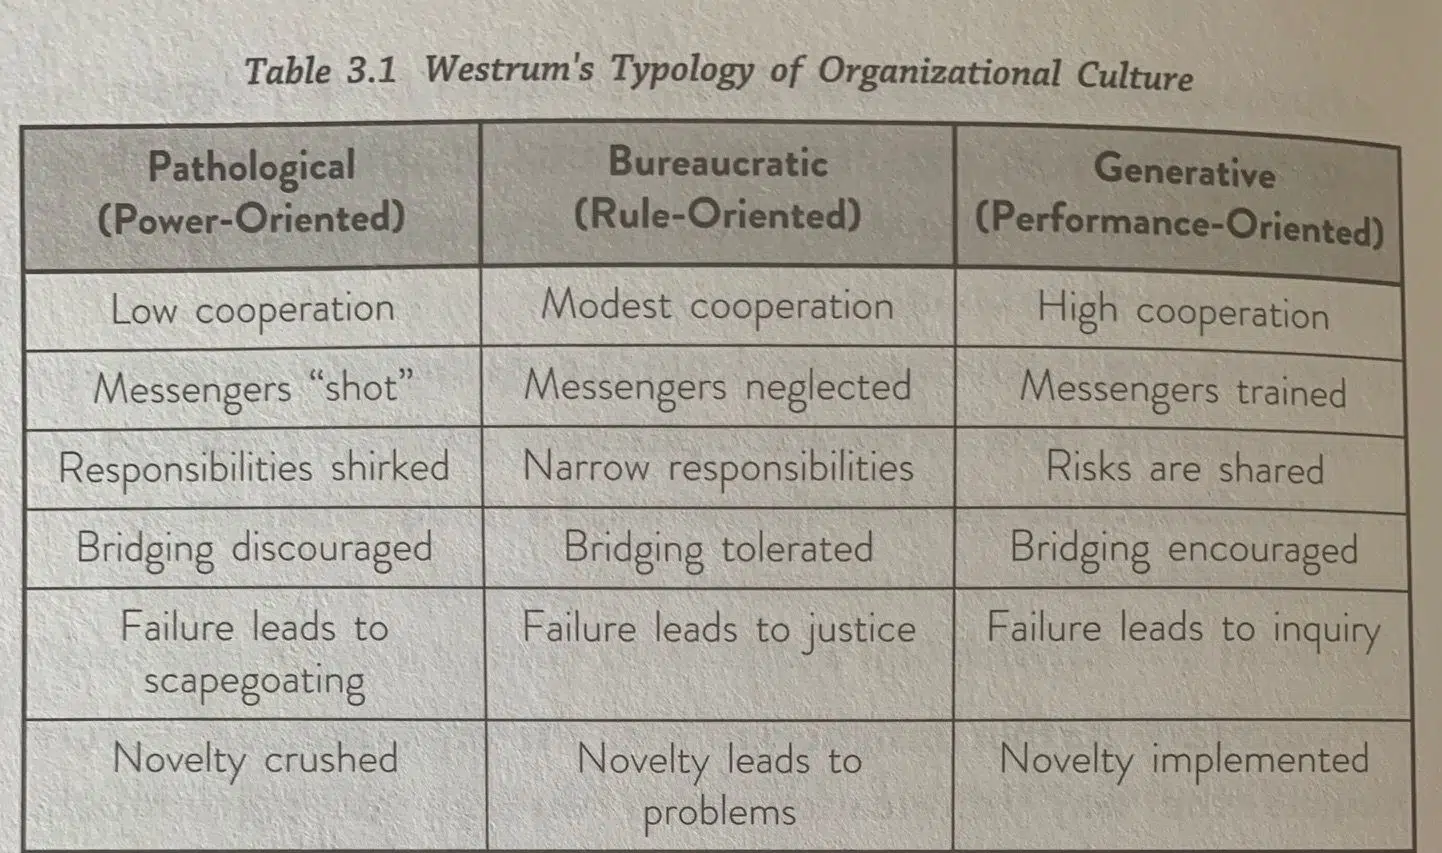 Table 3.1 Westrum's Typology of Organizational Culture
Pathological
(Power-Oriented)
Bureaucratic
(Rule-Oriented)
Generative
(Performance-Oriented)
Low cooperation
Modest cooperation
High cooperation
Messengers “shot”
Messengers neglected
Messengers trained
Responsibilities shirked
Narrow responsibilities
Risks are shared
Bridging discouraged
Bridging tolerated
Bridging encouraged
Failure leads to
scapegoating
Failure leads to justice
Failure leads to inquiry
Novelty crushed
Novelty leads to
problems
Novelty implemented